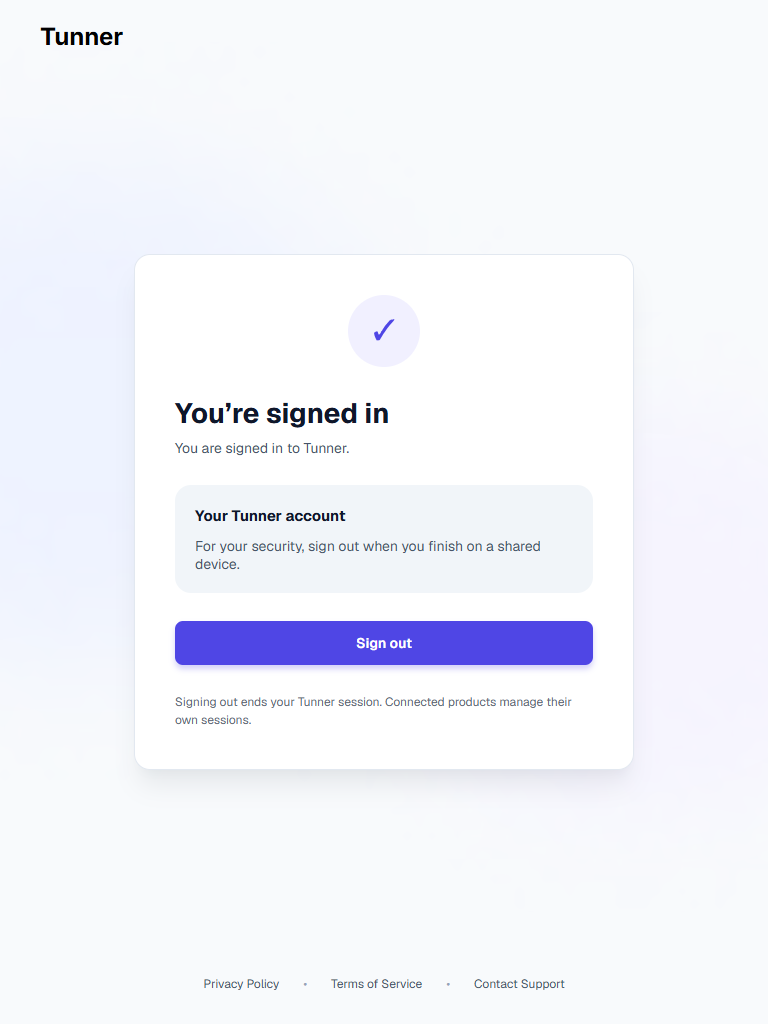 Tunner
✓
You’re signed in
You are signed in to Tunner.
Your Tunner account
For your security, sign out when you finish on a shared
device.
Sign out
Signing out ends your Tunner session. Connected products manage their
own sessions.
Privacy Policy • Terms of Service • Contact Support